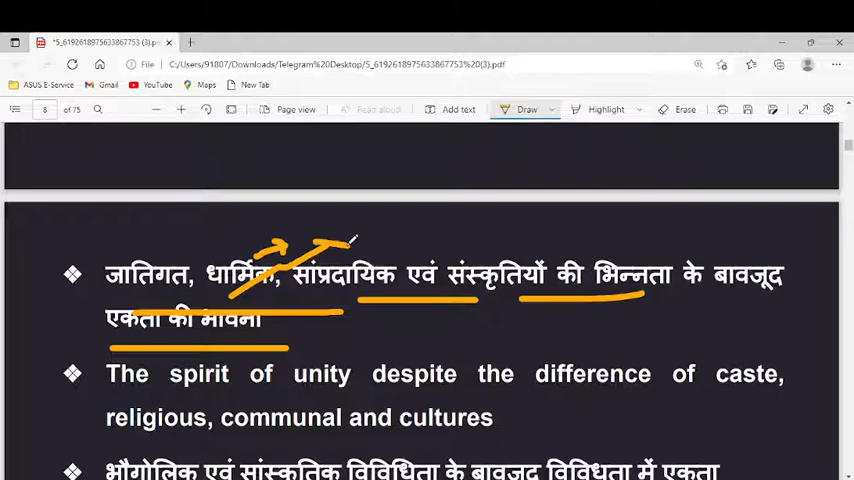 5_6192618975633867753 (3).pdf
File C:/Users/91807/Downloads/Telegram%20Desktop/5_6192618975633867753%20(3).pdf
ASUS E-Service Gmail YouTube Maps New Tab
8 of 75 Page view Read aloud Add text Draw Highlight Erase
❖ जातिगत, धार्मिक, सांप्रदायिक एवं संस्कृतियों की भिन्नता के बावजूद
एकता की भावना
❖ The spirit of unity despite the difference of caste,
religious, communal and cultures
❖ भौगोलिक एवं सांस्कृतिक विविधिता के बावजूद विविधता में एकता